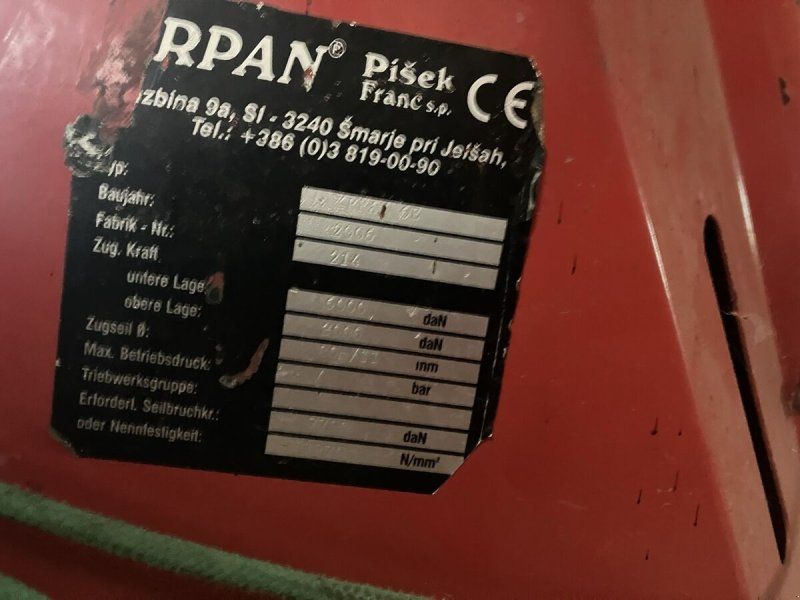 RPAN® Pišek
Franc s.p. CE
zbina 9a, SI - 3240 Šmarje pri Jelšah,
Tel.: +386 (0)3 819-00-90
yp:
Baujahr: 2006
Fabrik - Nr.: 214
Zug. Kraft
untere Lage: daN
obere Lage: daN
Zugseil Ø: mm
Max. Betriebsdruck: bar
Triebwerksgruppe:
Erforderl. Seilbruchkr.: daN
oder Nennfestigkeit: N/mm²